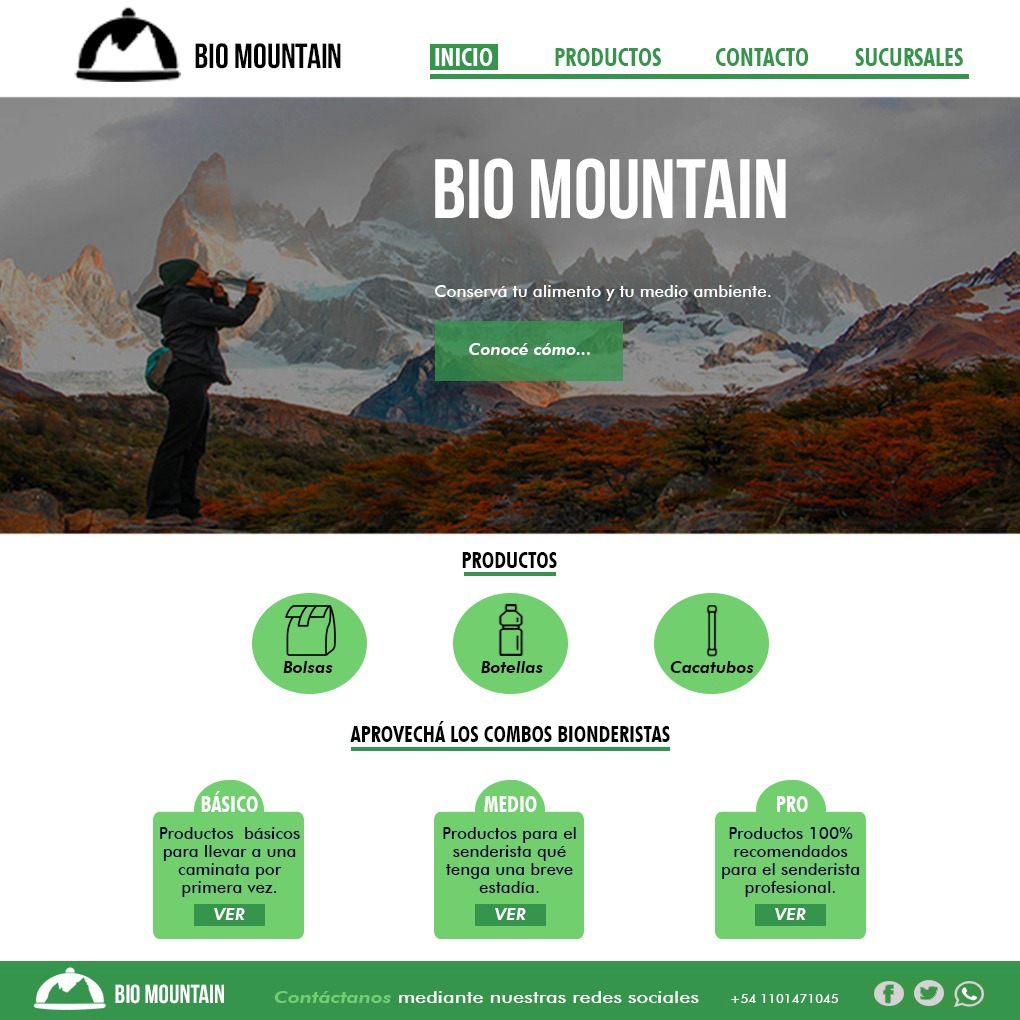 BIO MOUNTAIN
INICIO PRODUCTOS CONTACTO SUCURSALES
BIO MOUNTAIN
Conservá tu alimento y tu medio ambiente.
Conocé cómo...
PRODUCTOS
Bolsas
Botellas
Cacatubos
APROVECHÁ LOS COMBOS BIONDERISTAS
BÁSICO
Productos básicos
para llevar a una
caminata por
primera vez.
VER
MEDIO
Productos para el
senderista qué
tenga una breve
estadía.
VER
PRO
Productos 100%
recomendados
para el senderista
profesional.
VER
BIO MOUNTAIN
Contáctanos mediante nuestras redes sociales
+54 1101471045